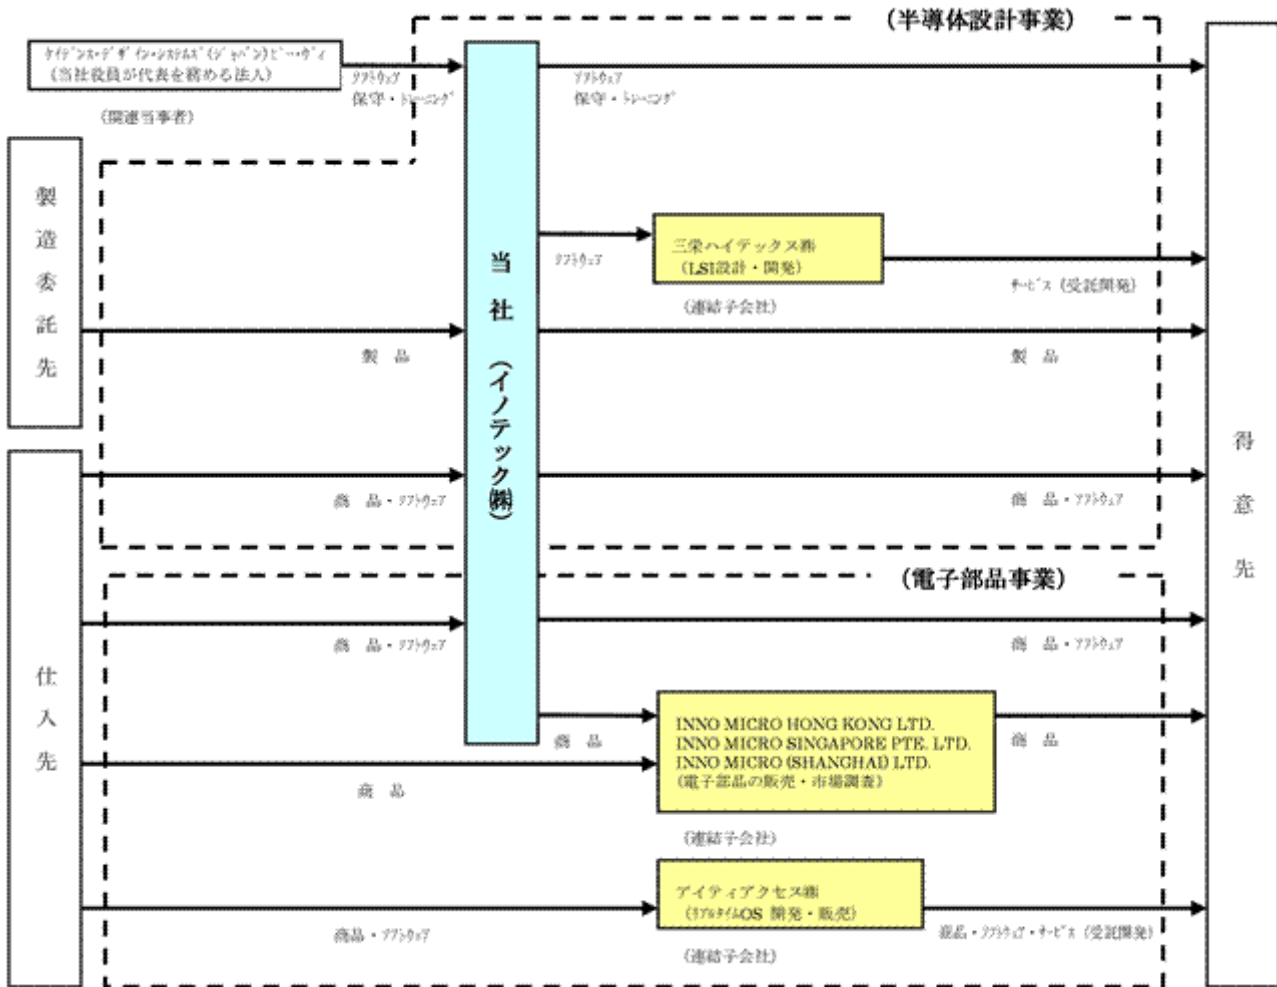 (半導体設計事業)
ケイデンス・デザイン・システムズ(ジャパン)ビー・ヴィ
(当社役員が代表を務める法人)
(関連当事者)
ソフトウェア
保守・トレーニング
ソフトウェア
保守・トレーニング
製造委託先
当社 (イノテック㈱)
得意先
ソフトウェア
三栄ハイテックス㈱
(LSI設計・開発)
(連結子会社)
サービス (受託開発)
製 品
製 品
商 品・ソフトウェア
商 品・ソフトウェア
(電子部品事業)
仕入先
商 品・ソフトウェア
商 品・ソフトウェア
商 品
INNO MICRO HONG KONG LTD.
INNO MICRO SINGAPORE PTE. LTD.
INNO MICRO (SHANGHAI) LTD.
(電子部品の販売・市場調査)
商 品
商 品
(連結子会社)
アイティアクセス㈱
(リアルタイムOS 開発・販売)
商品・ソフトウェア
商品・ソフトウェア・サービス (受託開発)
(連結子会社)